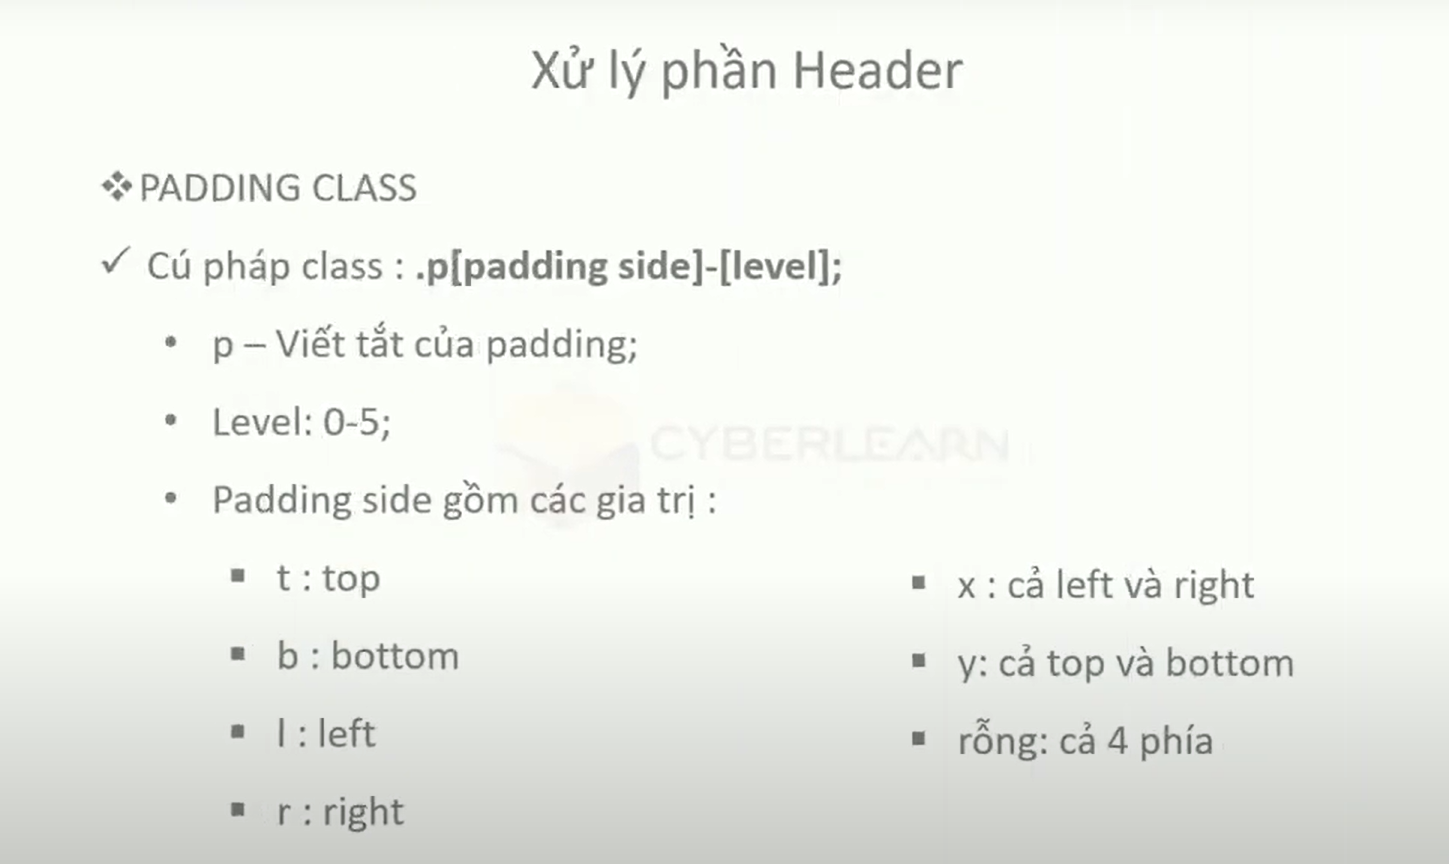 Xử lý phần Header
PADDING CLASS
Cú pháp class : .p[padding side]-[level];
p – Viết tắt của padding;
Level: 0-5;
CYBERLEARN
Padding side gồm các gia trị :
t : top
b : bottom
l : left
r : right
x : cả left và right
y: cả top và bottom
rỗng: cả 4 phía